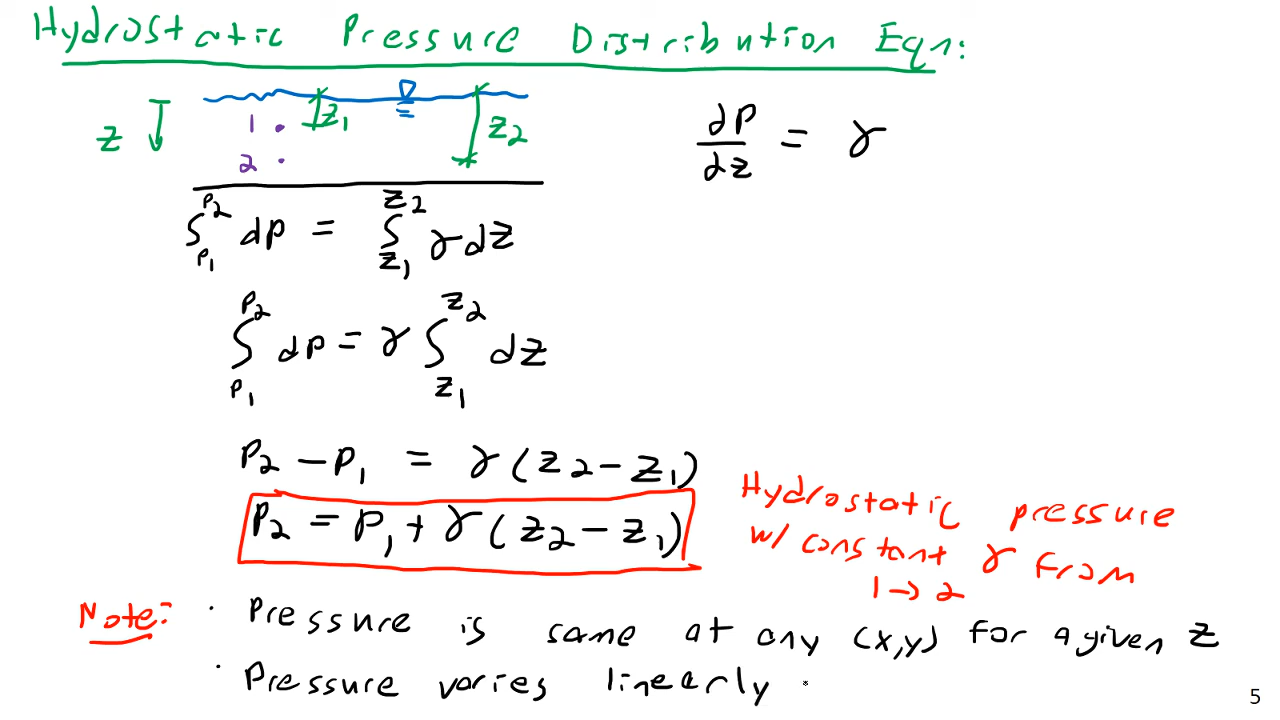 Hydrostatic Pressure Distribution Eqn:
z ↓ 1 · z₁ z₂
2 ·
dP/dz = γ
∫_{P₁}^{P₂} dP = ∫_{z₁}^{z₂} γ dz
∫_{P₁}^{P₂} dP = γ ∫_{z₁}^{z₂} dz
P₂ - P₁ = γ (z₂ - z₁)
P₂ = P₁ + γ (z₂ - z₁)
Hydrostatic pressure
w/ constant γ from
1 → 2
Note: · Pressure is same at any (x,y) for a given z
· Pressure varies linearly
5